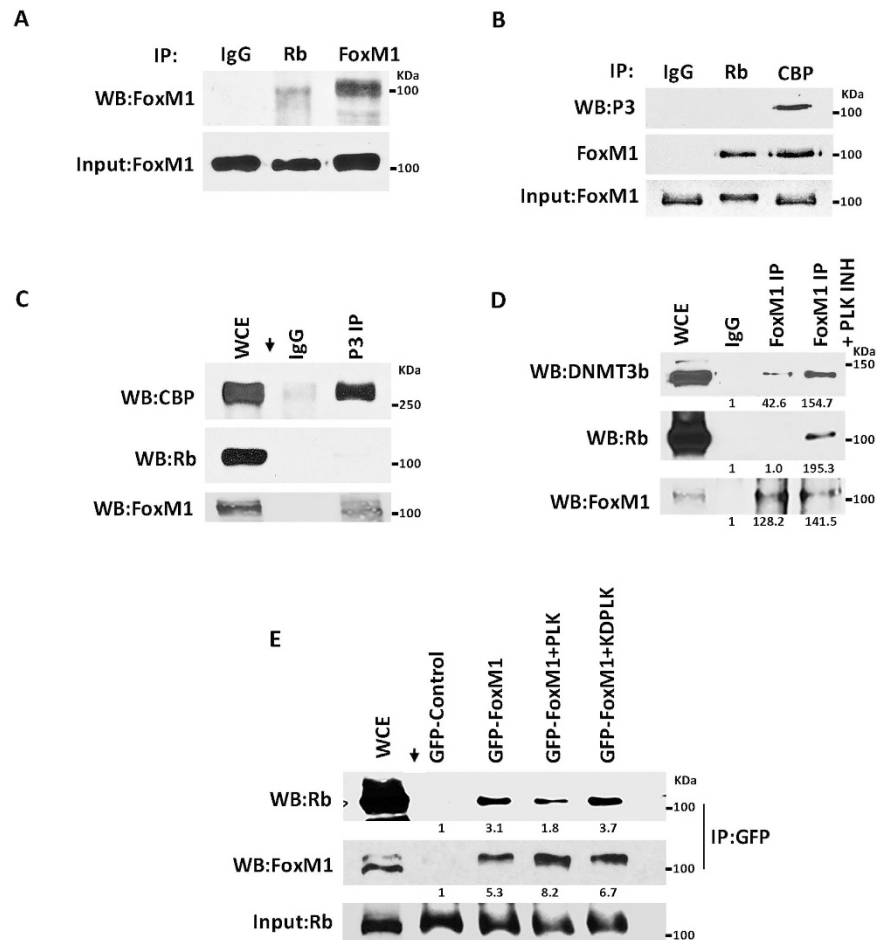 A
IP: IgG Rb FoxM1
KDa
WB:FoxM1 100
Input:FoxM1 100
B
IP: IgG Rb CBP
KDa
WB:P3 100
FoxM1 100
Input:FoxM1 100
C
WCE IgG P3 IP
KDa
WB:CBP 250
WB:Rb 100
WB:FoxM1 100
D
WCE IgG FoxM1 IP FoxM1 IP + PLK INH
KDa
WB:DNMT3b 150
1 42.6 154.7
WB:Rb 100
1 1.0 195.3
WB:FoxM1 100
1 128.2 141.5
E
WCE GFP-Control GFP-FoxM1 GFP-FoxM1+PLK GFP-FoxM1+KDPLK
KDa
WB:Rb 100
1 3.1 1.8 3.7
IP:GFP
WB:FoxM1 100
1 5.3 8.2 6.7
Input:Rb 100